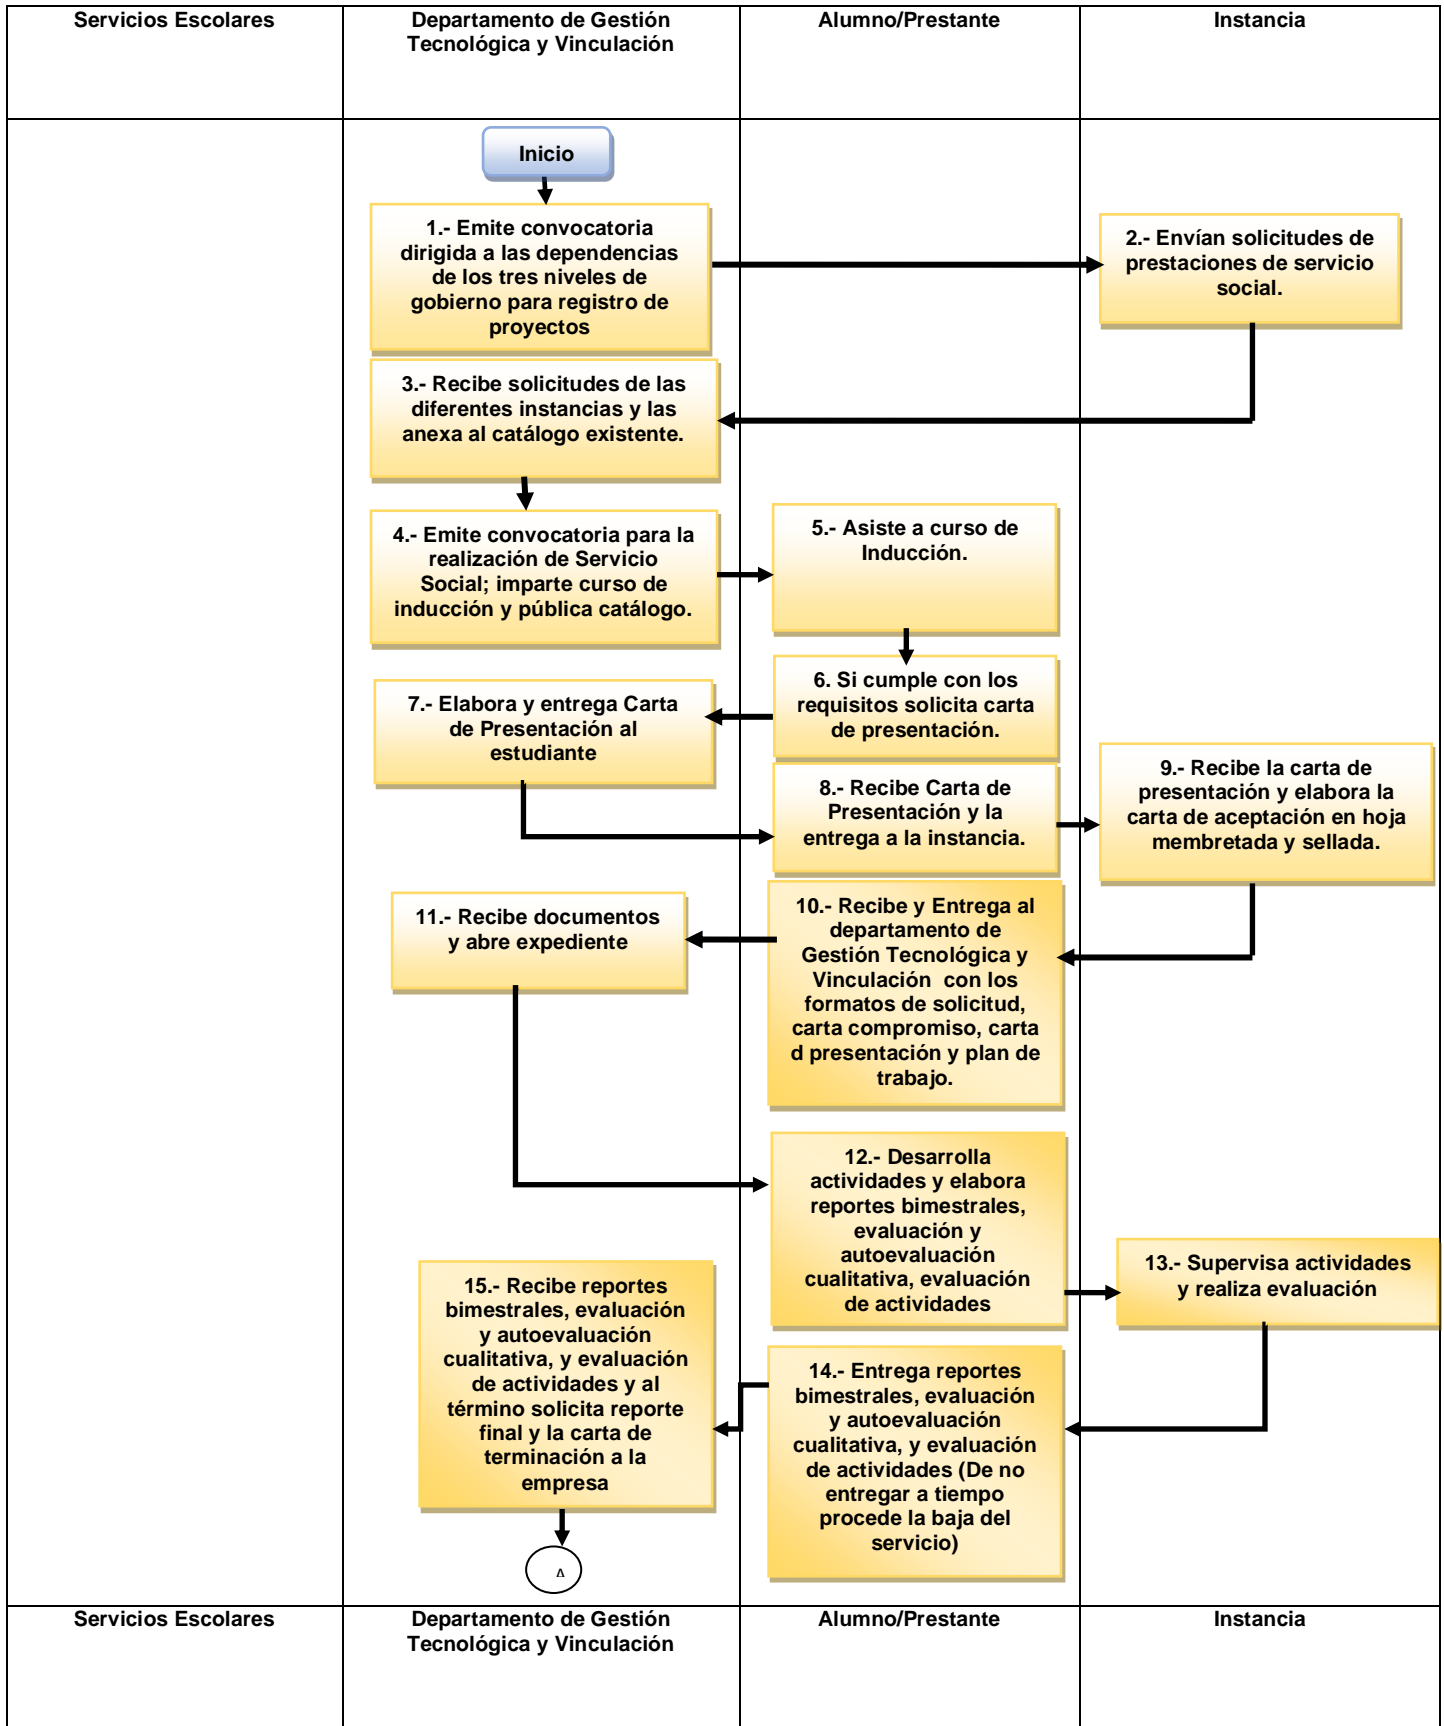 Servicios Escolares
Departamento de Gestión
Tecnológica y Vinculación
Alumno/Prestante
Instancia
Inicio
1.- Emite convocatoria
dirigida a las dependencias
de los tres niveles de
gobierno para registro de
proyectos
2.- Envían solicitudes de
prestaciones de servicio
social.
3.- Recibe solicitudes de las
diferentes instancias y las
anexa al catálogo existente.
4.- Emite convocatoria para la
realización de Servicio
Social; imparte curso de
inducción y pública catálogo.
5.- Asiste a curso de
Inducción.
6. Si cumple con los
requisitos solicita carta
de presentación.
7.- Elabora y entrega Carta
de Presentación al
estudiante
8.- Recibe Carta de
Presentación y la
entrega a la instancia.
9.- Recibe la carta de
presentación y elabora la
carta de aceptación en hoja
membretada y sellada.
10.- Recibe y Entrega al
departamento de
Gestión Tecnológica y
Vinculación con los
formatos de solicitud,
carta compromiso, carta
d presentación y plan de
trabajo.
11.- Recibe documentos
y abre expediente
12.- Desarrolla
actividades y elabora
reportes bimestrales,
evaluación y
autoevaluación
cualitativa, evaluación
de actividades
13.- Supervisa actividades
y realiza evaluación
14.- Entrega reportes
bimestrales, evaluación
y autoevaluación
cualitativa, y evaluación
de actividades (De no
entregar a tiempo
procede la baja del
servicio)
15.- Recibe reportes
bimestrales, evaluación
y autoevaluación
cualitativa, y evaluación
de actividades y al
término solicita reporte
final y la carta de
terminación a la
empresa
Servicios Escolares
Departamento de Gestión
Tecnológica y Vinculación
Alumno/Prestante
Instancia